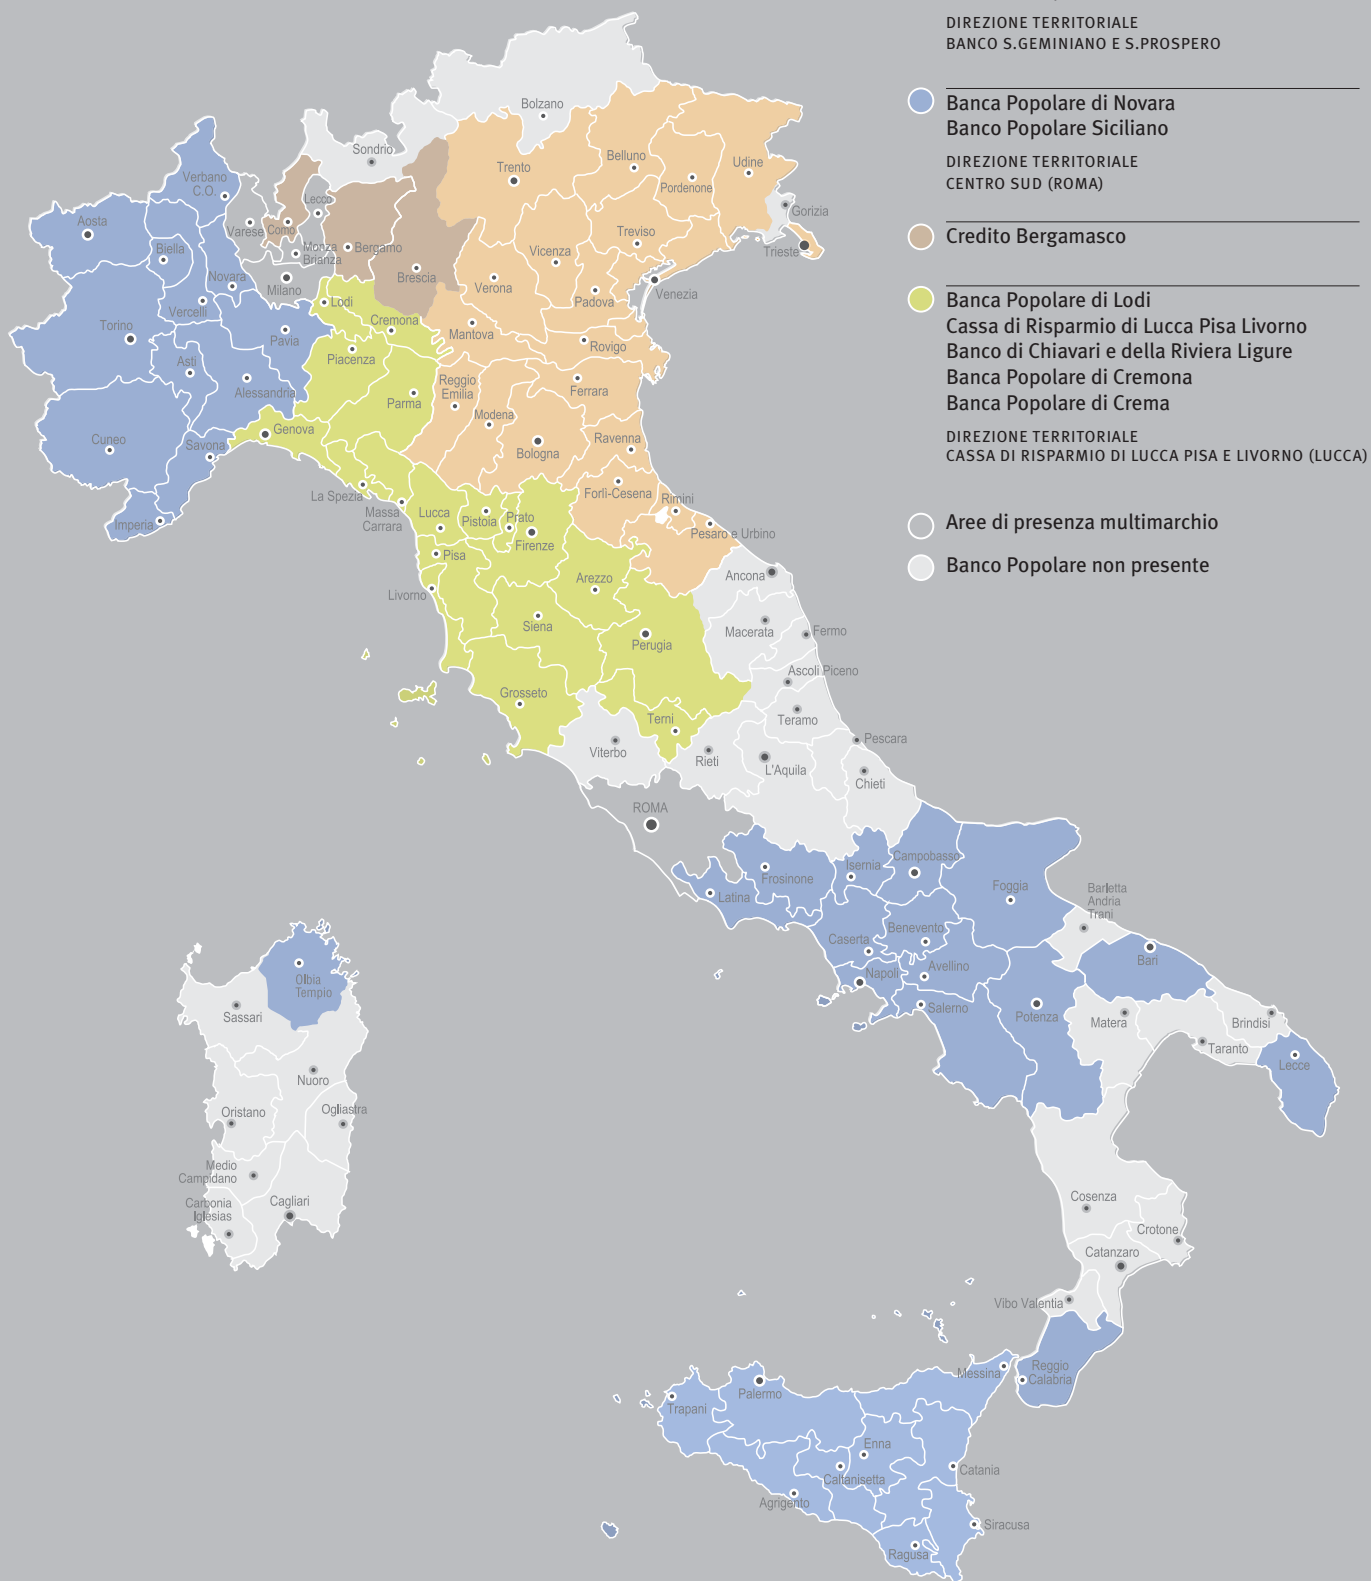 DIREZIONE TERRITORIALE
BANCO S.GEMINIANO E S.PROSPERO
Banca Popolare di Novara
Banco Popolare Siciliano
DIREZIONE TERRITORIALE
CENTRO SUD (ROMA)
Credito Bergamasco
Banca Popolare di Lodi
Cassa di Risparmio di Lucca Pisa Livorno
Banco di Chiavari e della Riviera Ligure
Banca Popolare di Cremona
Banca Popolare di Crema
DIREZIONE TERRITORIALE
CASSA DI RISPARMIO DI LUCCA PISA E LIVORNO (LUCCA)
Aree di presenza multimarchio
Banco Popolare non presente
Bolzano
Sondrio
Trento
Belluno
Udine
Pordenone
Verbano
C.O.
Lecco
Gorizia
Aosta
Varese
Como
Treviso
Biella
Monza
Brianza
Bergamo
Vicenza
Trieste
Brescia
Novara
Milano
Verona
Padova
Venezia
Vercelli
Lodi
Torino
Cremona
Mantova
Pavia
Rovigo
Piacenza
Asti
Reggio
Emilia
Ferrara
Alessandria
Parma
Modena
Cuneo
Genova
Savona
Bologna
Ravenna
La Spezia
Forlì-Cesena
Rimini
Massa
Carrara
Lucca
Pistoia
Prato
Imperia
Firenze
Pesaro e Urbino
Pisa
Ancona
Arezzo
Livorno
Siena
Macerata
Fermo
Perugia
Ascoli Piceno
Grosseto
Terni
Teramo
Viterbo
Rieti
Pescara
L'Aquila
Chieti
ROMA
Isernia
Campobasso
Frosinone
Latina
Foggia
Barletta
Andria
Trani
Benevento
Caserta
Bari
Napoli
Avellino
Olbia
Tempio
Salerno
Potenza
Sassari
Matera
Brindisi
Taranto
Lecce
Nuoro
Oristano
Ogliastra
Medio
Campidano
Carbonia
Iglesias
Cagliari
Cosenza
Crotone
Catanzaro
Vibo Valentia
Messina
Reggio
Calabria
Palermo
Trapani
Enna
Caltanisetta
Catania
Agrigento
Siracusa
Ragusa